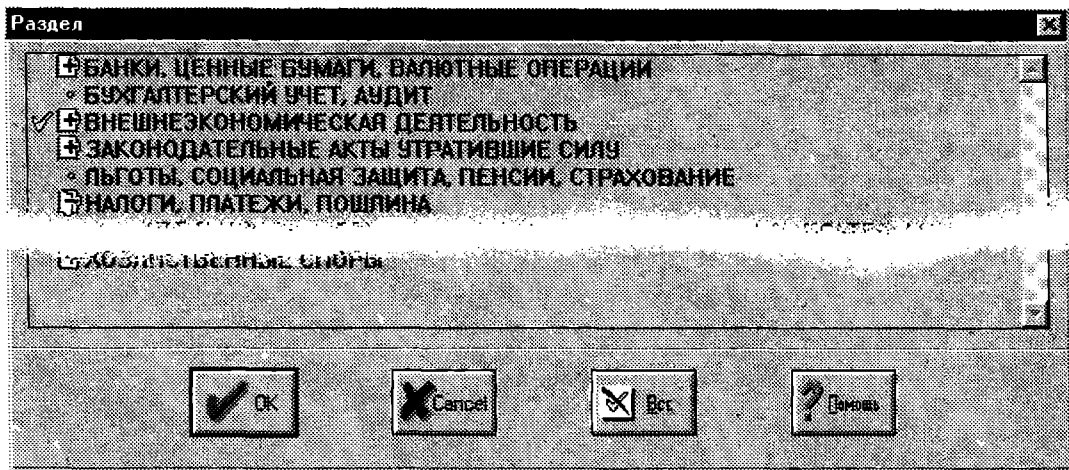 Раздел
БАНКИ, ЦЕННЫЕ БУМАГИ, ВАЛЮТНЫЕ ОПЕРАЦИИ
БУХГАЛТЕРСКИЙ УЧЕТ, АУДИТ
ВНЕШНЕЭКОНОМИЧЕСКАЯ ДЕЯТЕЛЬНОСТЬ
ЗАКОНОДАТЕЛЬНЫЕ АКТЫ УТРАТИВШИЕ СИЛУ
ЛЬГОТЫ, СОЦИАЛЬНАЯ ЗАЩИТА, ПЕНСИИ, СТРАХОВАНИЕ
НАЛОГИ, ПЛАТЕЖИ, ПОШЛИНА
ХОЗЯЙСТВЕННЫЕ СПОРЫ
OK Cancel Помощь